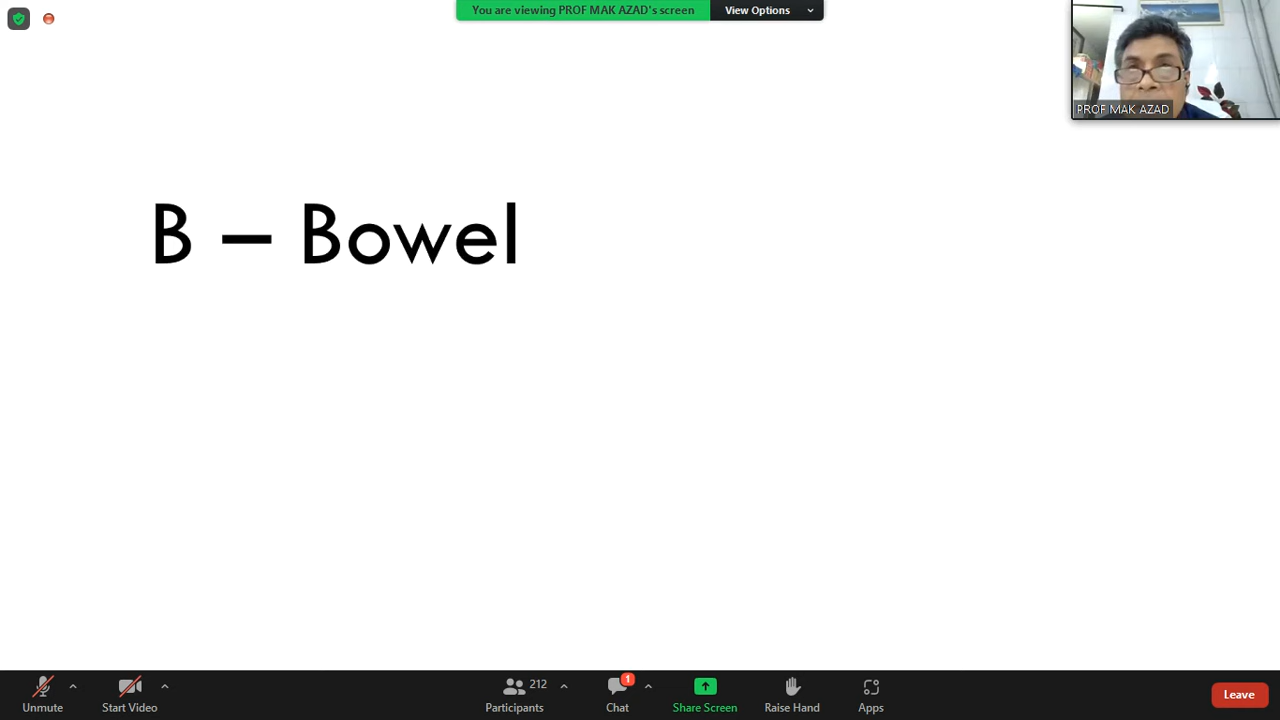 You are viewing PROF MAK AZAD's screen View Options
PROF MAK AZAD
B – Bowel
212
1
Unmute Start Video Participants Chat Share Screen Raise Hand Apps Leave